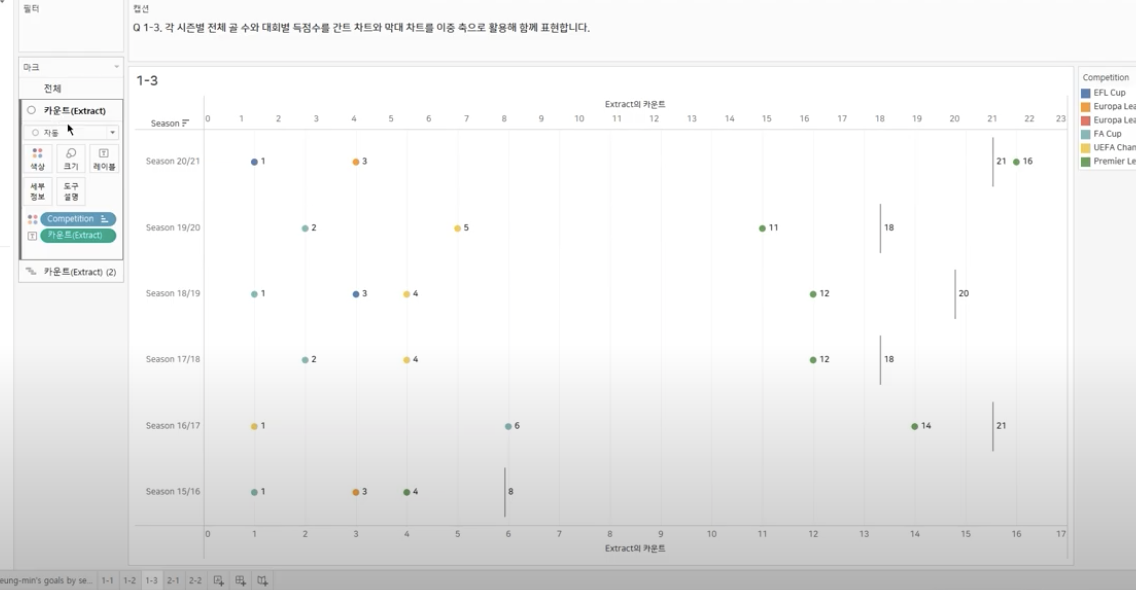 필터
캡션
Q 1-3. 각 시즌별 전체 골 수와 대회별 득점수를 간트 차트와 막대 차트를 이중 축으로 활용해 함께 표현합니다.
마크
전체
카운트(Extract)
자동
색상 크기 레이블
세부 정보 도구 설명
Competition
카운트(Extract)
카운트(Extract) (2)
1-3
Extract의 카운트
Season
0 1 2 3 4 5 6 7 8 9 10 11 12 13 14 15 16 17 18 19 20 21 22 23
Season 20/21 1 3 21 16
Season 19/20 2 5 11 18
Season 18/19 1 3 4 12 20
Season 17/18 2 4 12 18
Season 16/17 1 6 14 21
Season 15/16 1 3 4 8
0 1 2 3 4 5 6 7 8 9 10 11 12 13 14 15 16 17
Extract의 카운트
Competition
EFL Cup
Europa Lea
Europa Lea
FA Cup
UEFA Chan
Premier Le
eung-min's goals by se... 1-1 1-2 1-3 2-1 2-2